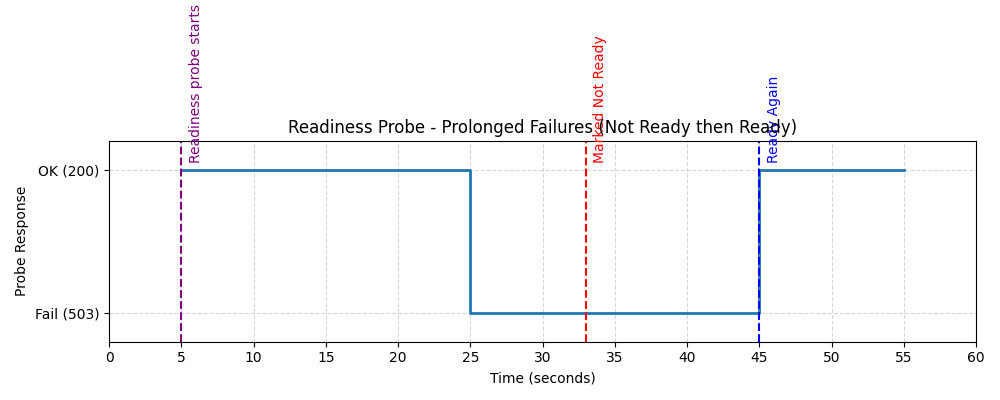 Readiness probe starts
Marked Not Ready
Ready Again
Readiness Probe - Prolonged Failures (Not Ready then Ready)
Probe Response
OK (200)
Fail (503)
0 5 10 15 20 25 30 35 40 45 50 55 60
Time (seconds)